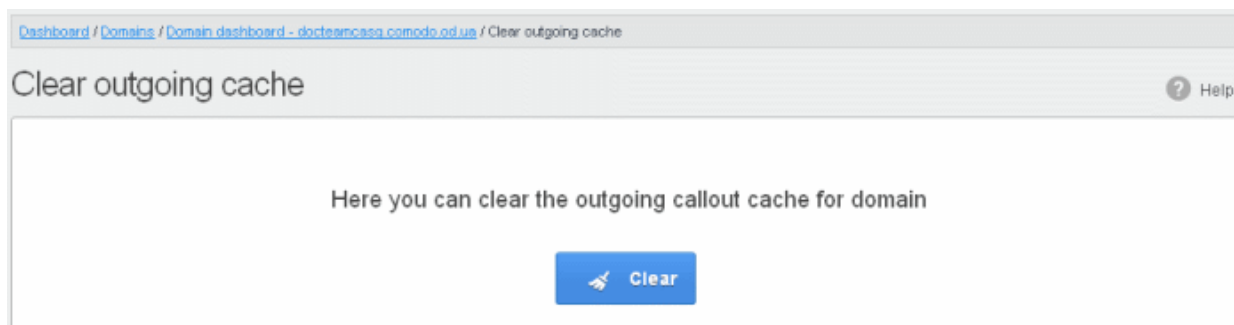 Dashboard / Domains / Domain dashboard - docteamcasg.comodo.od.ua / Clear outgoing cache
Clear outgoing cache
? Help
Here you can clear the outgoing callout cache for domain
Clear